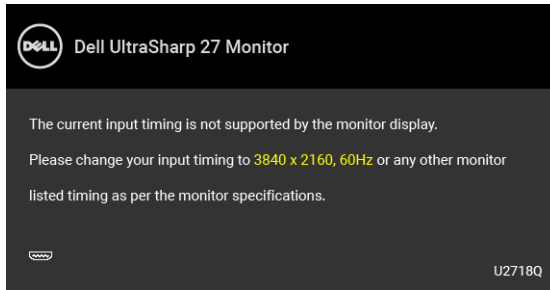 DELL
Dell UltraSharp 27 Monitor
The current input timing is not supported by the monitor display.
Please change your input timing to 3840 x 2160, 60Hz or any other monitor
listed timing as per the monitor specifications.
U2718Q